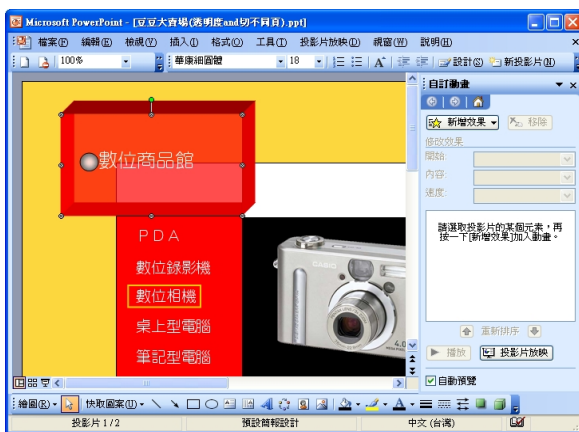 Microsoft PowerPoint - [豆豆大賣場(透明度and切不同頁).ppt]
檔案(F) 編輯(E) 檢視(V) 插入(I) 格式(O) 工具(T) 投影片放映(D) 視窗(W) 說明(H)
100% 華康細圓體 18 設計(S) 新投影片(N)
自訂動畫
新增效果 移除
修改效果
開始:
內容:
速度:
請選取投影片的某個元素，再
按一下[新增效果]加入動畫。
數位商品館
PDA
數位錄影機
數位相機
桌上型電腦
筆記型電腦
CASIO
4.0
重新排序
播放 投影片放映
自動預覽
繪圖(R) 快取圖案(U)
投影片 1 / 2 預設簡報設計 中文 (台灣)